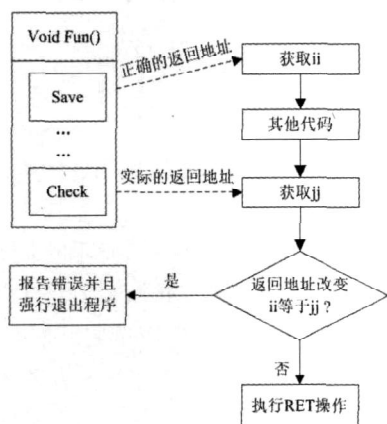 Void Fun()
Save
...
...
Check
正确的返回地址
实际的返回地址
获取ii
其他代码
获取jj
返回地址改变
ii等于jj？
是
报告错误并且
强行退出程序
否
执行RET操作